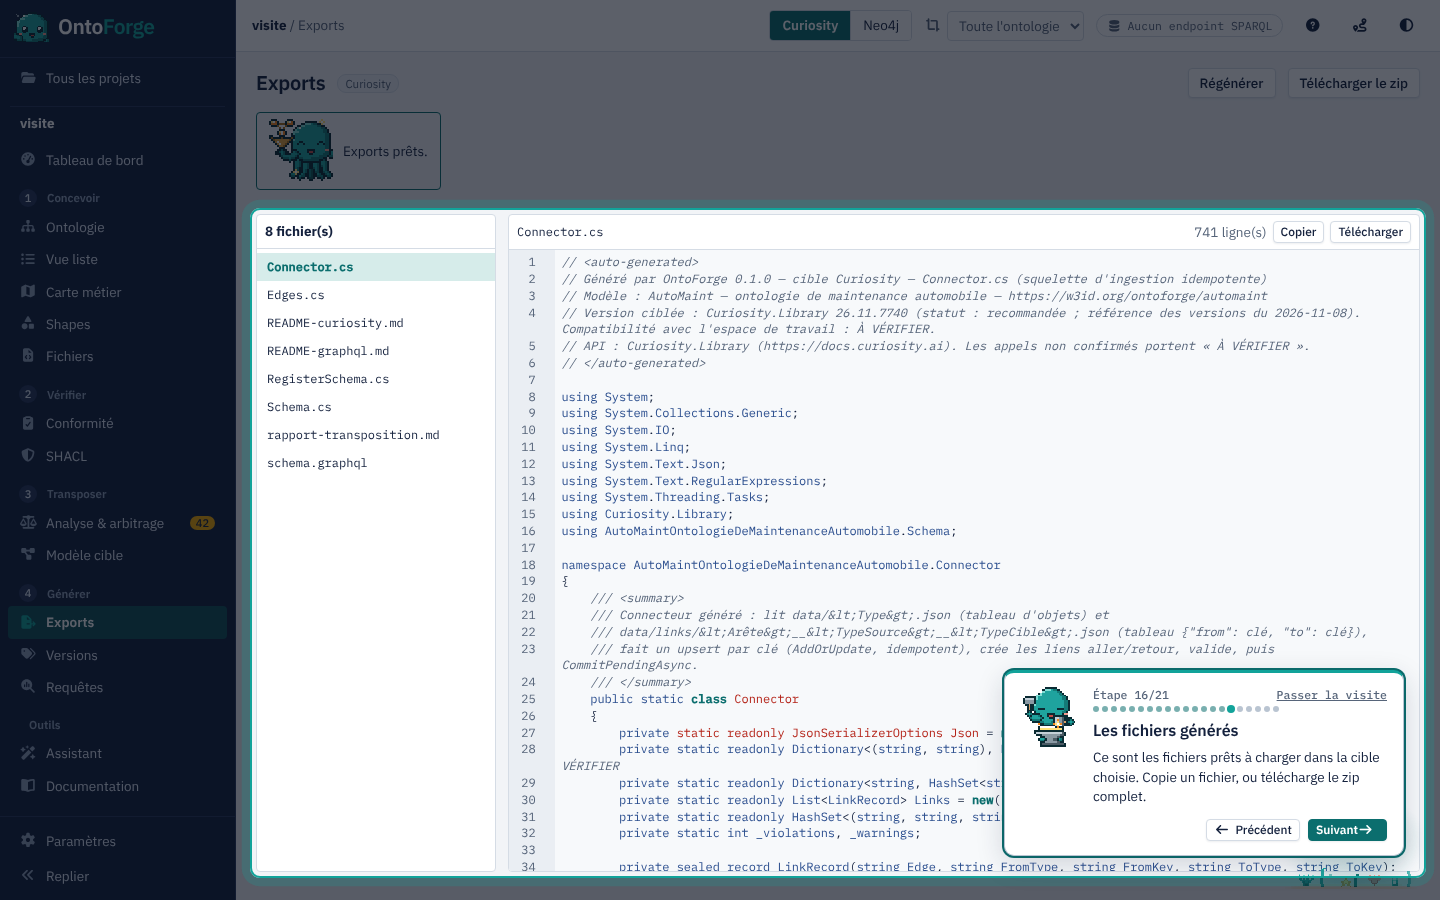 OntoForge
visite / Exports
Curiosity
Neo4j
Toute l'ontologie
Aucun endpoint SPARQL
Tous les projets
visite
Tableau de bord
1 Concevoir
Ontologie
Vue liste
Carte métier
Shapes
Fichiers
2 Vérifier
Conformité
SHACL
3 Transposer
Analyse & arbitrage 42
Modèle cible
4 Générer
Exports
Versions
Requêtes
Outils
Assistant
Documentation
Paramètres
Replier
Exports Curiosity
Régénérer
Télécharger le zip
Exports prêts.
8 fichier(s)
Connector.cs
Edges.cs
README-curiosity.md
README-graphql.md
RegisterSchema.cs
Schema.cs
rapport-transposition.md
schema.graphql
Connector.cs
741 ligne(s)
Copier
Télécharger
1 // <auto-generated>
2 // Généré par OntoForge 0.1.0 — cible Curiosity — Connector.cs (squelette d'ingestion idempotente)
3 // Modèle : AutoMaint — ontologie de maintenance automobile — https://w3id.org/ontoforge/automaint
4 // Version ciblée : Curiosity.Library 26.11.7740 (statut : recommandée ; référence des versions du 2026-11-08).
Compatibilité avec l'espace de travail : À VÉRIFIER.
5 // API : Curiosity.Library (https://docs.curiosity.ai). Les appels non confirmés portent « À VÉRIFIER ».
6 // </auto-generated>
7
8 using System;
9 using System.Collections.Generic;
10 using System.IO;
11 using System.Linq;
12 using System.Text.Json;
13 using System.Text.RegularExpressions;
14 using System.Threading.Tasks;
15 using Curiosity.Library;
16 using AutoMaintOntologieDeMaintenanceAutomobile.Schema;
17
18 namespace AutoMaintOntologieDeMaintenanceAutomobile.Connector
19 {
20 /// <summary>
21 /// Connecteur généré : lit data/&lt;Type&gt;.json (tableau d'objets) et
22 /// data/links/&lt;Arête&gt;__&lt;TypeSource&gt;__&lt;TypeCible&gt;.json (tableau {"from": clé, "to": clé}),
23 /// fait un upsert par clé (AddOrUpdate, idempotent), crée les liens aller/retour, valide, puis
CommitPendingAsync.
24 /// </summary>
25 public static class Connector
26 {
27 private static readonly JsonSerializerOptions Json =
28 private static readonly Dictionary<(string, string),
VÉRIFIER
29 private static readonly Dictionary<string, HashSet<st
30 private static readonly List<LinkRecord> Links = new(
31 private static readonly HashSet<(string, string, stri
32 private static int _violations, _warnings;
33
34 private sealed record LinkRecord(string Edge, string FromType, string FromKey, string ToType, string ToKey);
Étape 16/21
Passer la visite
Les fichiers générés
Ce sont les fichiers prêts à charger dans la cible
choisie. Copie un fichier, ou télécharge le zip
complet.
← Précédent
Suivant→